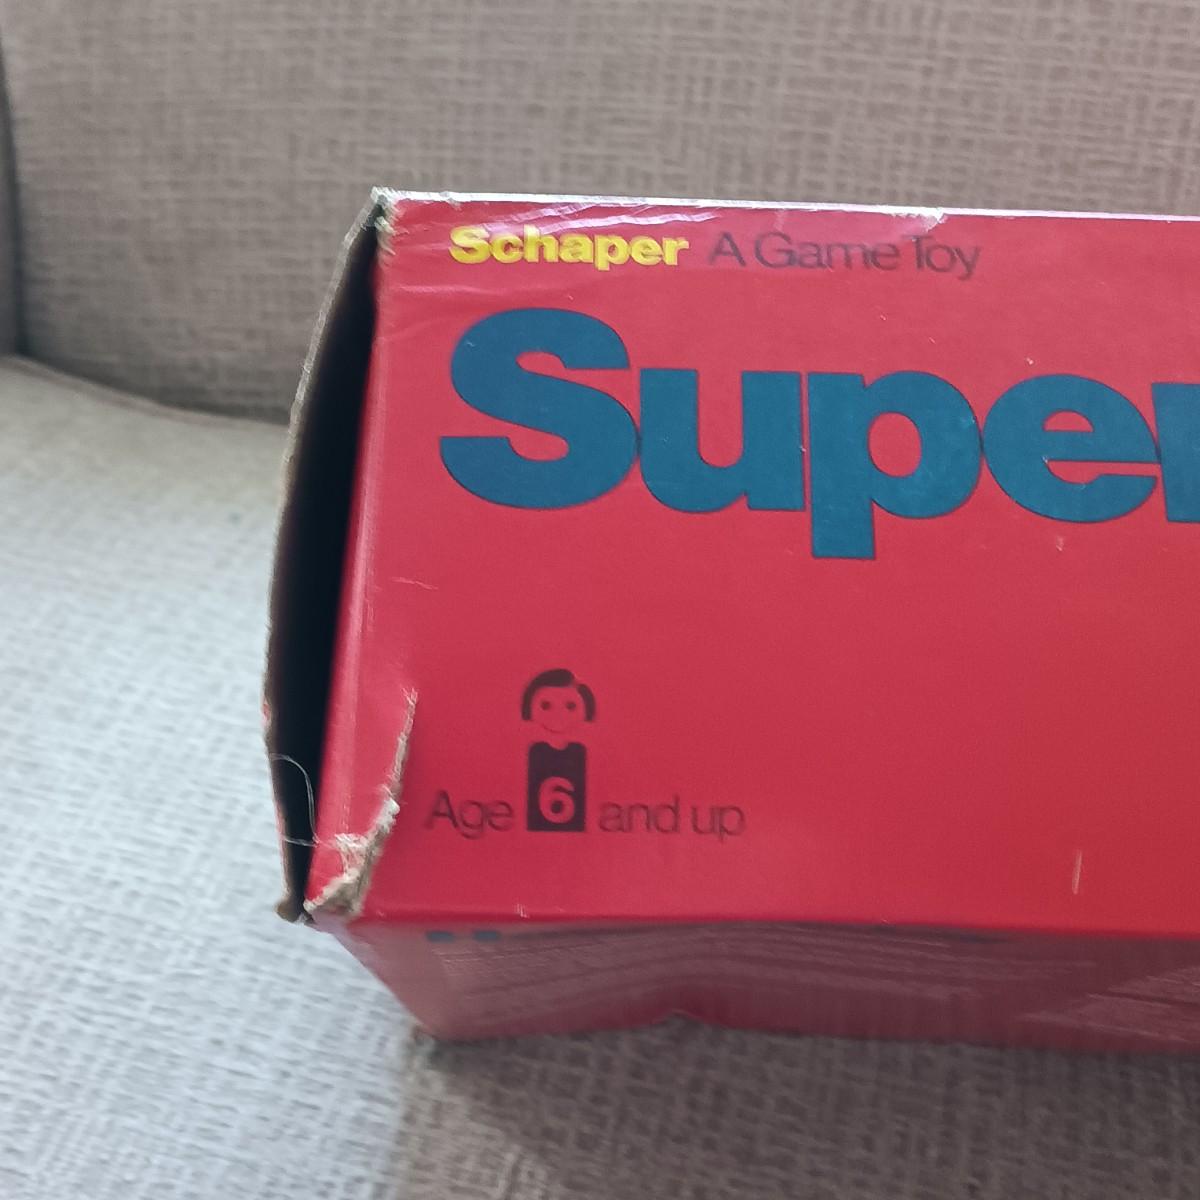 Schaper A Game Toy
Super
Age 6 and up